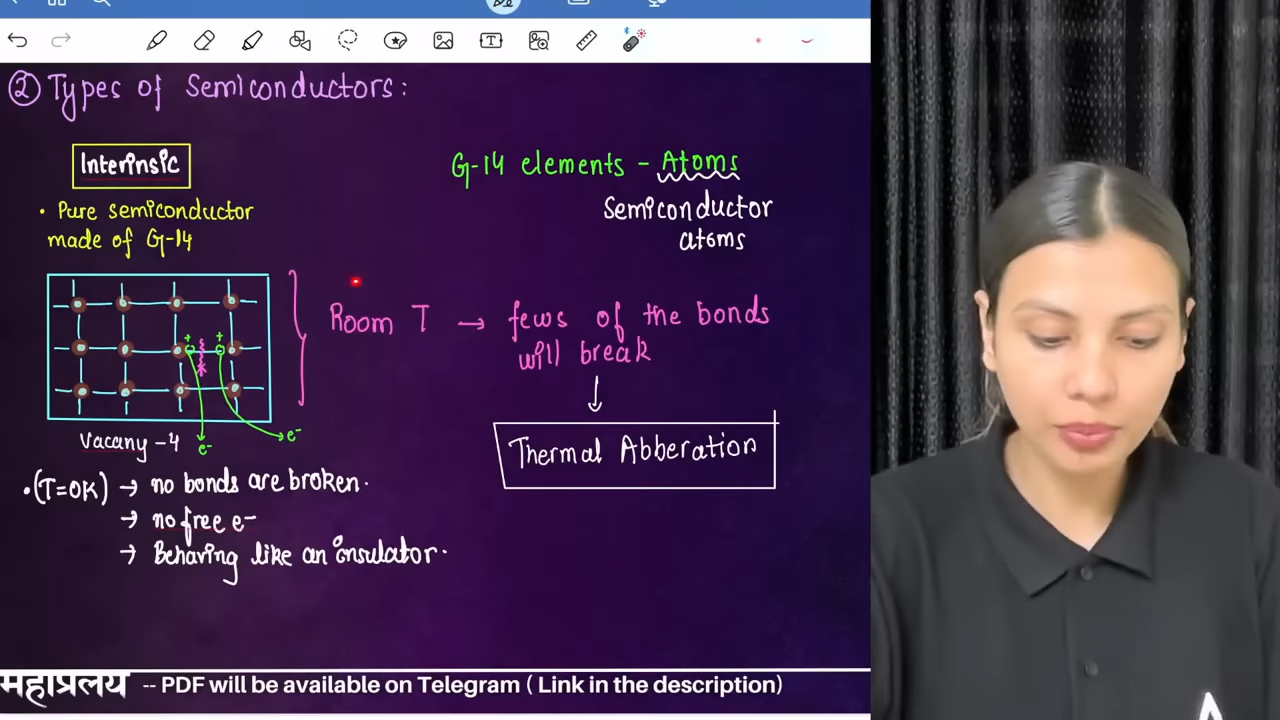 ② Types of Semiconductors:
Interinsic
• Pure semiconductor
made of G-14
G-14 elements - Atoms
Semiconductor
atoms
Room T → fews of the bonds
will break
Thermal Abberation
+ +
e-
e-
Vacany -4
•(T=0K) → no bonds are broken.
→ no free e-
→ Behaving like an insulator.
महाप्रलय -- PDF will be available on Telegram ( Link in the description)